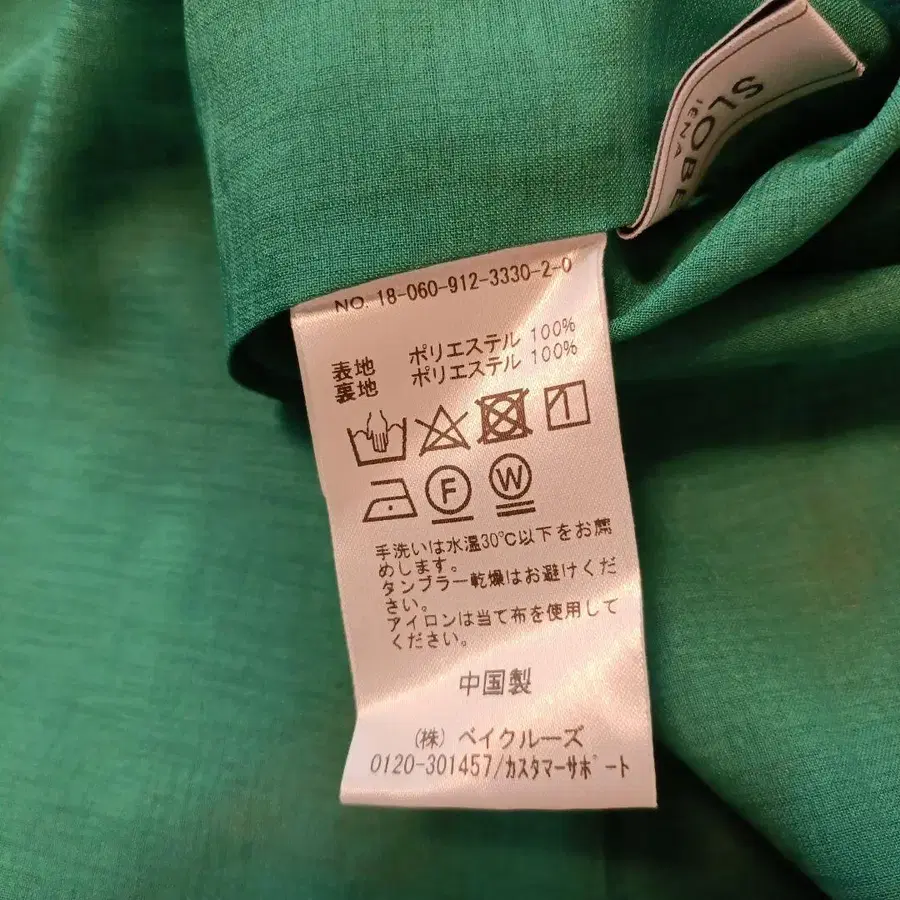 SLOBE
IENA
NO. 18-060-912-3330-2-0
表地 ポリエステル 100%
裏地 ポリエステル 100%
F W
手洗いは水温30℃以下をお薦
めします。
タンブラー乾燥はお避けくだ
さい。
アイロンは当て布を使用して
ください。
中国製
(株) ベイクルーズ
0120-301457/カスタマーサポート